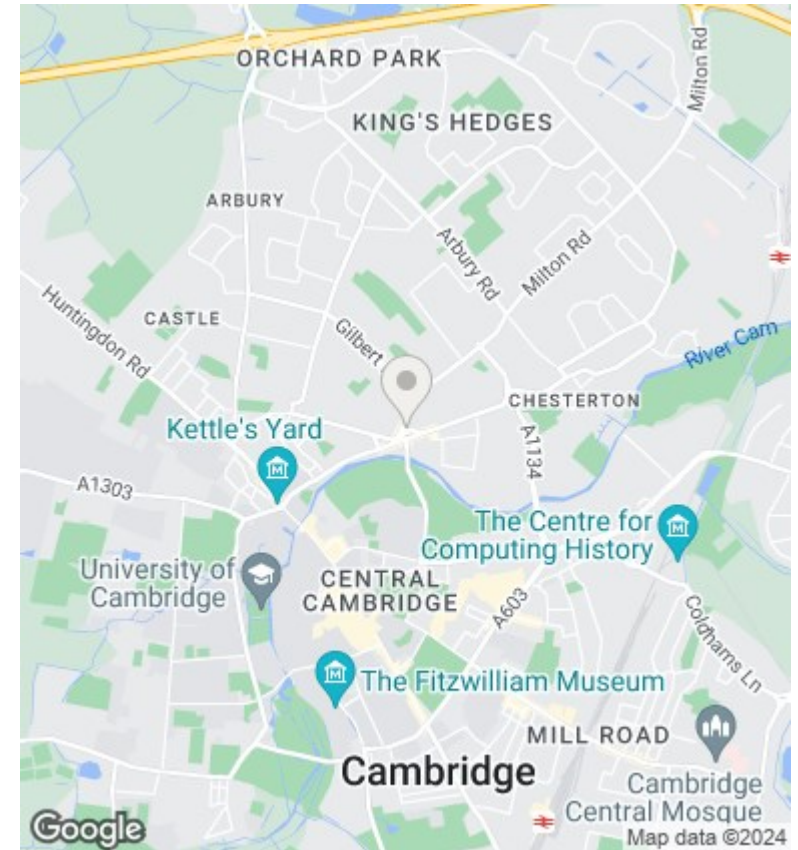 ORCHARD PARK
Milton Rd
KING'S HEDGES
ARBURY
Arbury Rd
Milton Rd
Huntingdon Rd
CASTLE
Gilbert
River Cam
CHESTERTON
Kettle's Yard
A1134
A1303
The Centre for
Computing History
University of
Cambridge
CENTRAL
CAMBRIDGE
A603
Coldhams Ln
The Fitzwilliam Museum
MILL ROAD
Cambridge
Cambridge
Central Mosque
Google
Map data ©2024